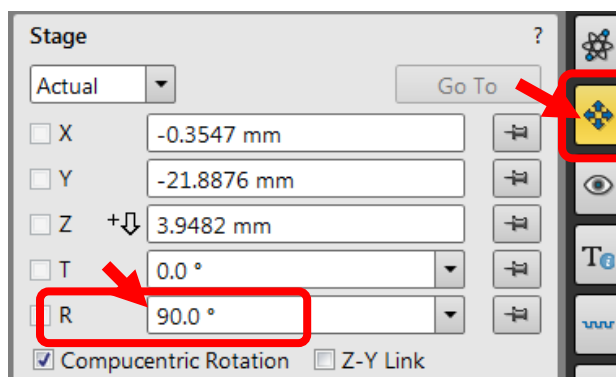 Stage ?
Actual Go To
X -0.3547 mm
Y -21.8876 mm
Z + 3.9482 mm
T 0.0 °
R 90.0 °
Compucentric Rotation Z-Y Link
T